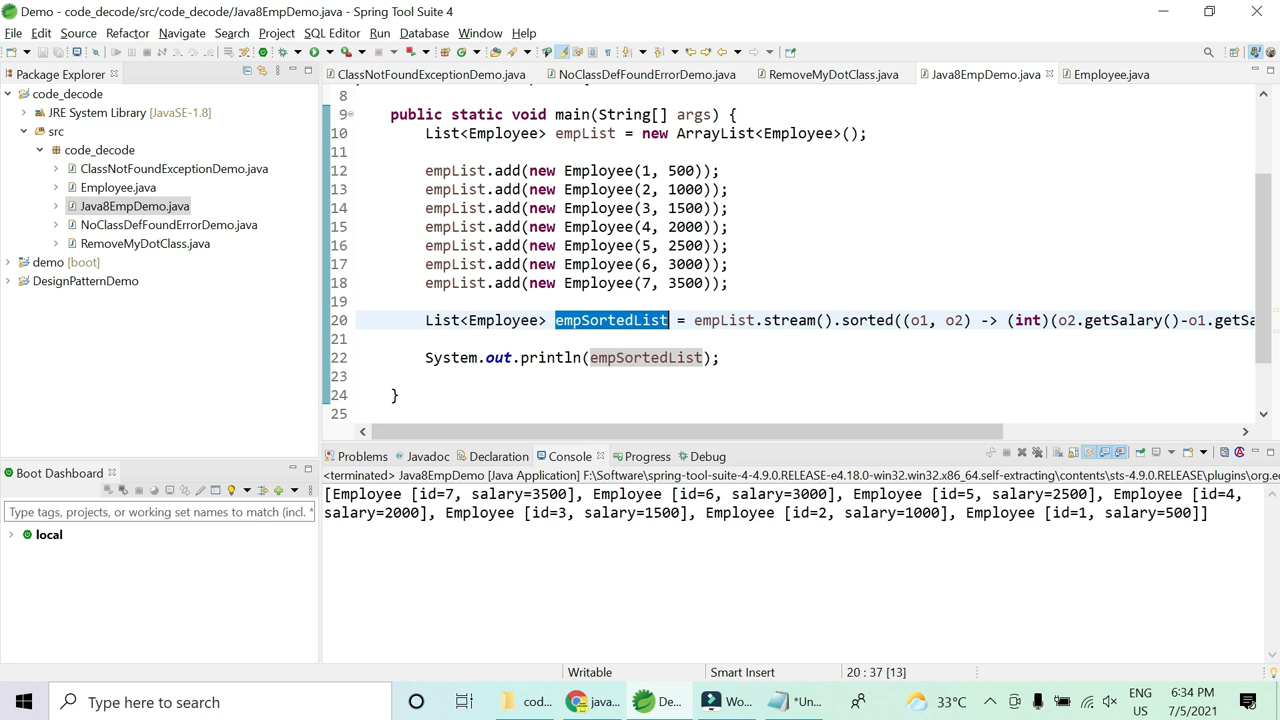 Demo - code_decode/src/code_decode/Java8EmpDemo.java - Spring Tool Suite 4
File Edit Source Refactor Navigate Search Project SQL Editor Run Database Window Help
Package Explorer
code_decode
JRE System Library [JavaSE-1.8]
src
code_decode
ClassNotFoundExceptionDemo.java
Employee.java
Java8EmpDemo.java
NoClassDefFoundErrorDemo.java
RemoveMyDotClass.java
demo [boot]
DesignPatternDemo
Boot Dashboard
Type tags, projects, or working set names to match (incl. *
local
ClassNotFoundExceptionDemo.java NoClassDefFoundErrorDemo.java RemoveMyDotClass.java Java8EmpDemo.java Employee.java
8
9 public static void main(String[] args) {
10 List<Employee> empList = new ArrayList<Employee>();
11
12 empList.add(new Employee(1, 500));
13 empList.add(new Employee(2, 1000));
14 empList.add(new Employee(3, 1500));
15 empList.add(new Employee(4, 2000));
16 empList.add(new Employee(5, 2500));
17 empList.add(new Employee(6, 3000));
18 empList.add(new Employee(7, 3500));
19
20 List<Employee> empSortedList = empList.stream().sorted((o1, o2) -> (int)(o2.getSalary()-o1.getSa
21
22 System.out.println(empSortedList);
23
24 }
25
Problems Javadoc Declaration Console Progress Debug
<terminated> Java8EmpDemo [Java Application] F:\Software\spring-tool-suite-4-4.9.0.RELEASE-e4.18.0-win32.win32.x86_64.self-extracting\contents\sts-4.9.0.RELEASE\plugins\org.ec
[Employee [id=7, salary=3500], Employee [id=6, salary=3000], Employee [id=5, salary=2500], Employee [id=4,
salary=2000], Employee [id=3, salary=1500], Employee [id=2, salary=1000], Employee [id=1, salary=500]]
Writable Smart Insert 20 : 37 [13]
Type here to search
cod... java... De... Wo... *Un...
33°C
ENG
US
6:34 PM
7/5/2021